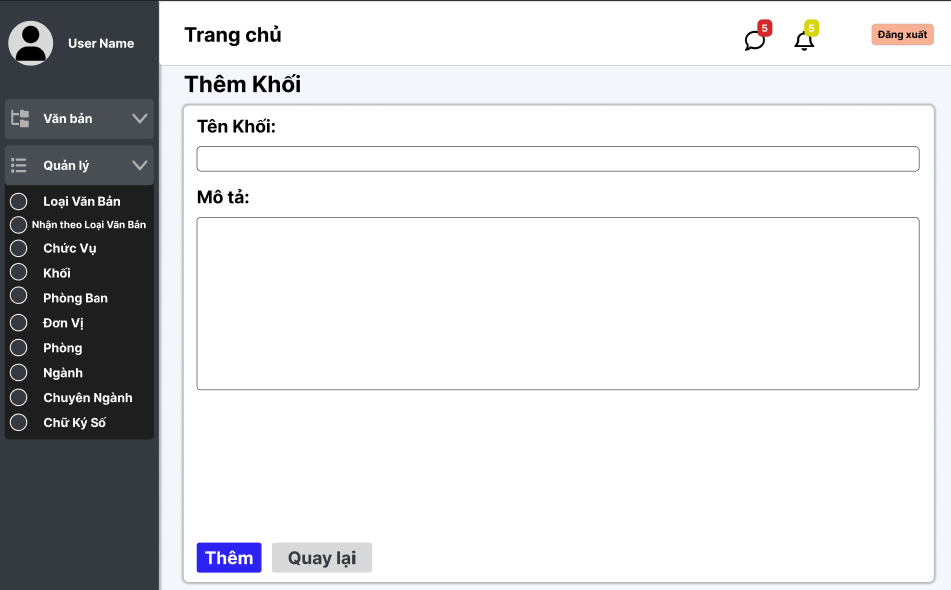 User Name
Trang chủ
5
5
Đăng xuất
Thêm Khối
Văn bản
Quản lý
Loại Văn Bản
Nhận theo Loại Văn Bản
Chức Vụ
Khối
Phòng Ban
Đơn Vị
Phòng
Ngành
Chuyên Ngành
Chữ Ký Số
Tên Khối:
Mô tả:
Thêm
Quay lại